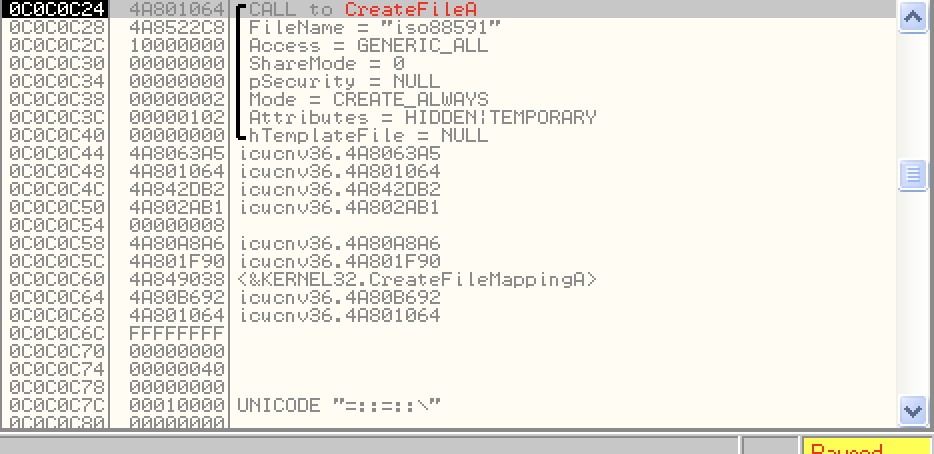 0C0C0C24 4A801064 CALL to CreateFileA
0C0C0C28 4A8522C8 FileName = "iso88591"
0C0C0C2C 10000000 Access = GENERIC_ALL
0C0C0C30 00000000 ShareMode = 0
0C0C0C34 00000000 pSecurity = NULL
0C0C0C38 00000002 Mode = CREATE_ALWAYS
0C0C0C3C 00000102 Attributes = HIDDEN|TEMPORARY
0C0C0C40 00000000 hTemplateFile = NULL
0C0C0C44 4A8063A5 icucnv36.4A8063A5
0C0C0C48 4A801064 icucnv36.4A801064
0C0C0C4C 4A842DB2 icucnv36.4A842DB2
0C0C0C50 4A802AB1 icucnv36.4A802AB1
0C0C0C54 00000008
0C0C0C58 4A80A8A6 icucnv36.4A80A8A6
0C0C0C5C 4A801F90 icucnv36.4A801F90
0C0C0C60 4A849038 <&KERNEL32.CreateFileMappingA>
0C0C0C64 4A80B692 icucnv36.4A80B692
0C0C0C68 4A801064 icucnv36.4A801064
0C0C0C6C FFFFFFFF
0C0C0C70 00000000
0C0C0C74 00000040
0C0C0C78 00000000
0C0C0C7C 00010000 UNICODE "=::=::\"
0C0C0C80 00000000
Paused